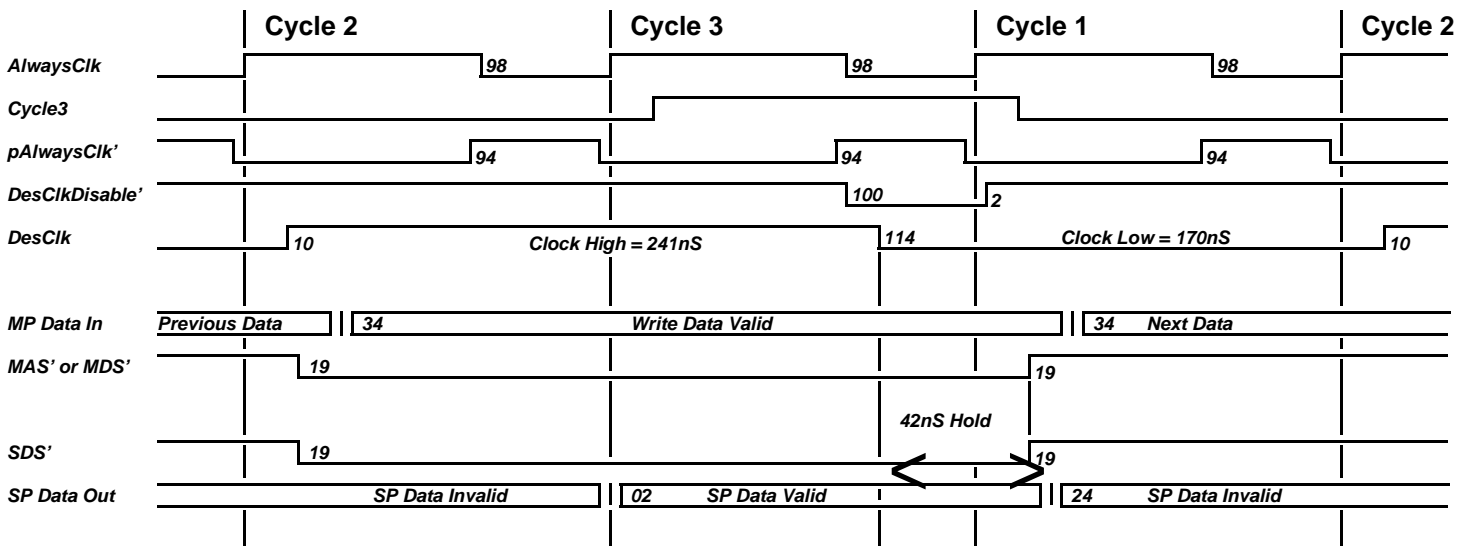 Cycle 2 Cycle 3 Cycle 1 Cycle 2
AlwaysClk 98 98 98
Cycle3
pAlwaysClk’ 94 94 94
DesClkDisable’ 100 2
DesClk 10 Clock High = 241nS 114 Clock Low = 170nS 10
MP Data In Previous Data 34 Write Data Valid 34 Next Data
MAS’ or MDS’ 19 19
42nS Hold
SDS’ 19 19
SP Data Out SP Data Invalid 02 SP Data Valid 24 SP Data Invalid